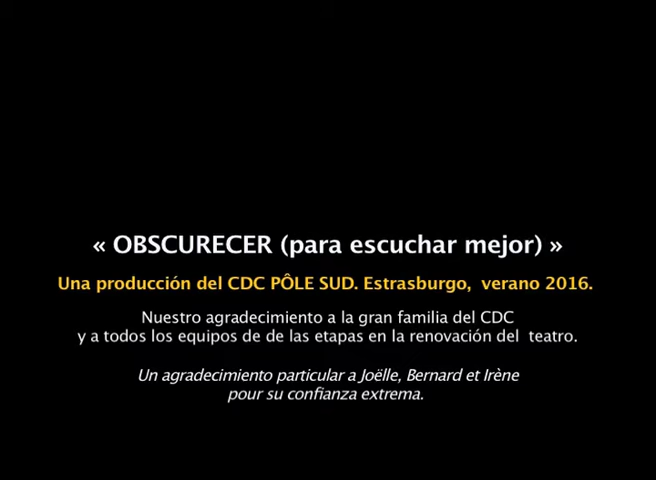 « OBSCURECER (para escuchar mejor) »
Una producción del CDC PÔLE SUD. Estrasburgo, verano 2016.
Nuestro agradecimiento a la gran familia del CDC
y a todos los equipos de de las etapas en la renovación del teatro.
Un agradecimiento particular a Joëlle, Bernard et Irène
pour su confianza extrema.